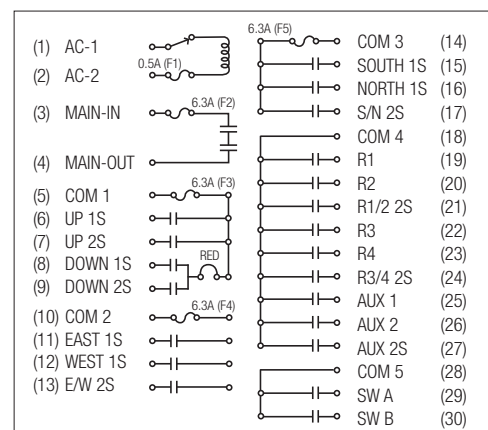 (1) AC-1
0.5A (F1)
(2) AC-2
6.3A (F2)
(3) MAIN-IN
(4) MAIN-OUT
6.3A (F3)
(5) COM 1
(6) UP 1S
(7) UP 2S
RED
(8) DOWN 1S
(9) DOWN 2S
6.3A (F4)
(10) COM 2
(11) EAST 1S
(12) WEST 1S
(13) E/W 2S
6.3A (F5)
COM 3 (14)
SOUTH 1S (15)
NORTH 1S (16)
S/N 2S (17)
COM 4 (18)
R1 (19)
R2 (20)
R1/2 2S (21)
R3 (22)
R4 (23)
R3/4 2S (24)
AUX 1 (25)
AUX 2 (26)
AUX 2S (27)
COM 5 (28)
SW A (29)
SW B (30)